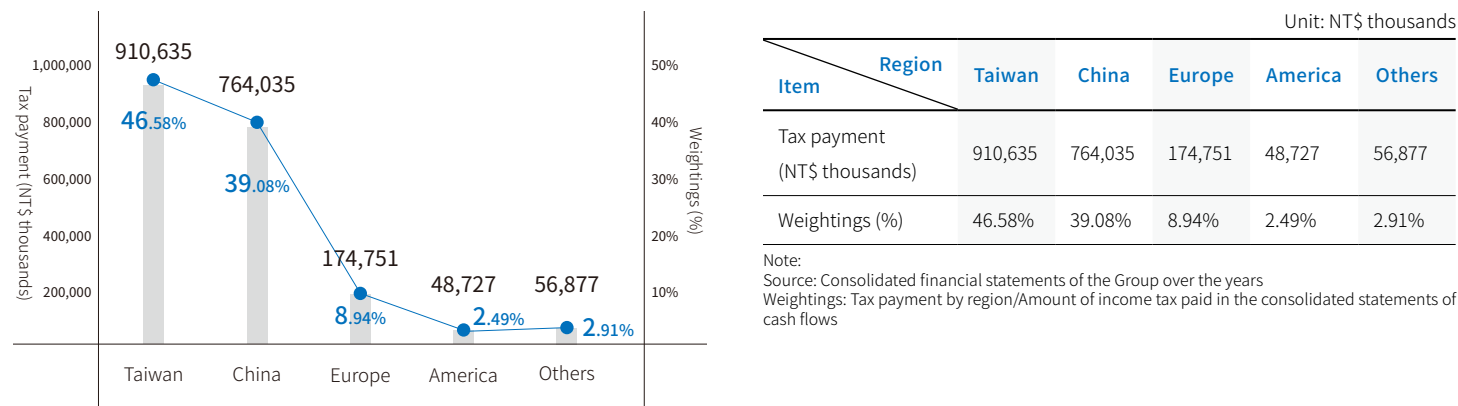 910,635
764,035
174,751
48,727
56,877
46.58%
39.08%
8.94%
2.49%
2.91%
1,000,000
800,000
600,000
400,000
200,000
Tax payment (NT$ thousands)
50%
40%
30%
20%
10%
Weightings (%)
Taiwan China Europe America Others
Unit: NT$ thousands
Region
Item
Taiwan China Europe America Others
Tax payment
(NT$ thousands)
910,635 764,035 174,751 48,727 56,877
Weightings (%) 46.58% 39.08% 8.94% 2.49% 2.91%
Note:
Source: Consolidated financial statements of the Group over the years
Weightings: Tax payment by region/Amount of income tax paid in the consolidated statements of
cash flows